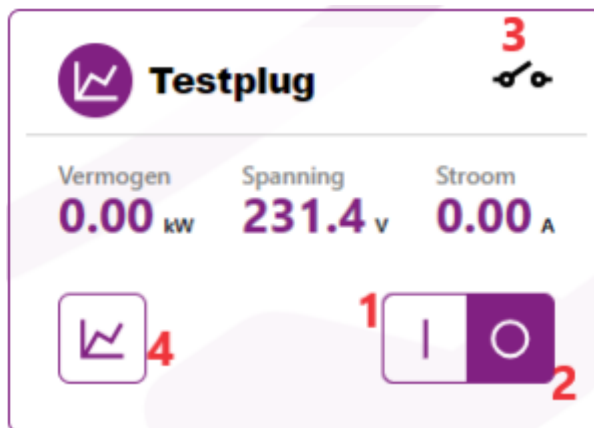 3
Testplug
Vermogen Spanning Stroom
0.00 kW 231.4 V 0.00 A
4 1 | O 2